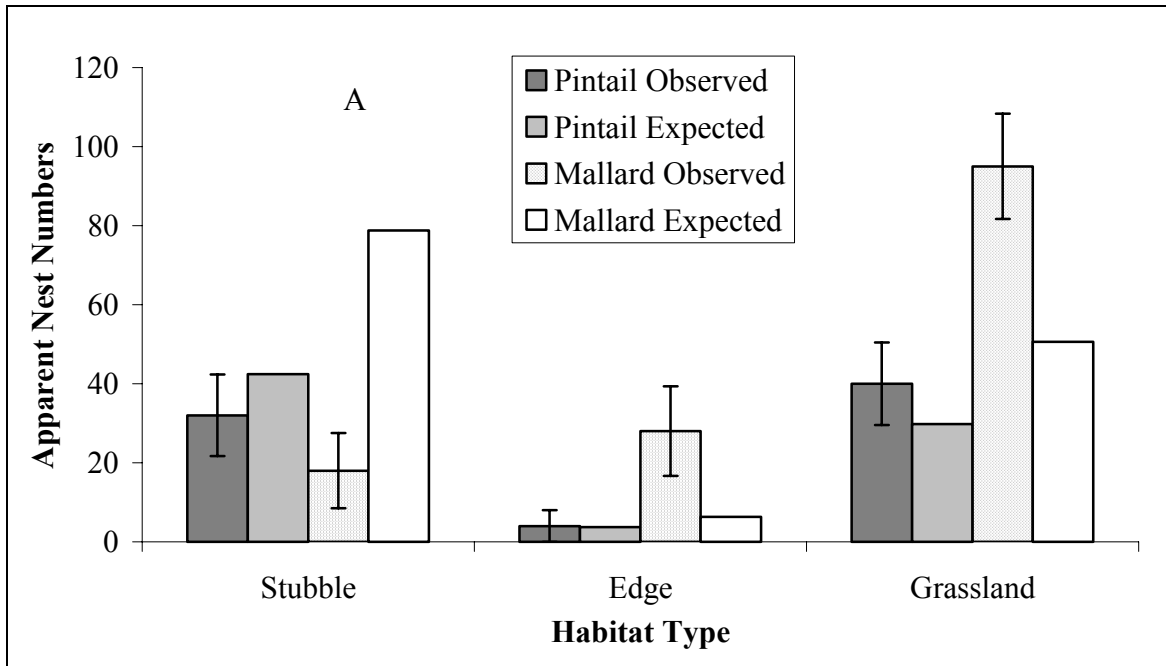 120
100
80
60
40
20
0
Apparent Nest Numbers
A
Pintail Observed
Pintail Expected
Mallard Observed
Mallard Expected
Stubble Edge Grassland
Habitat Type